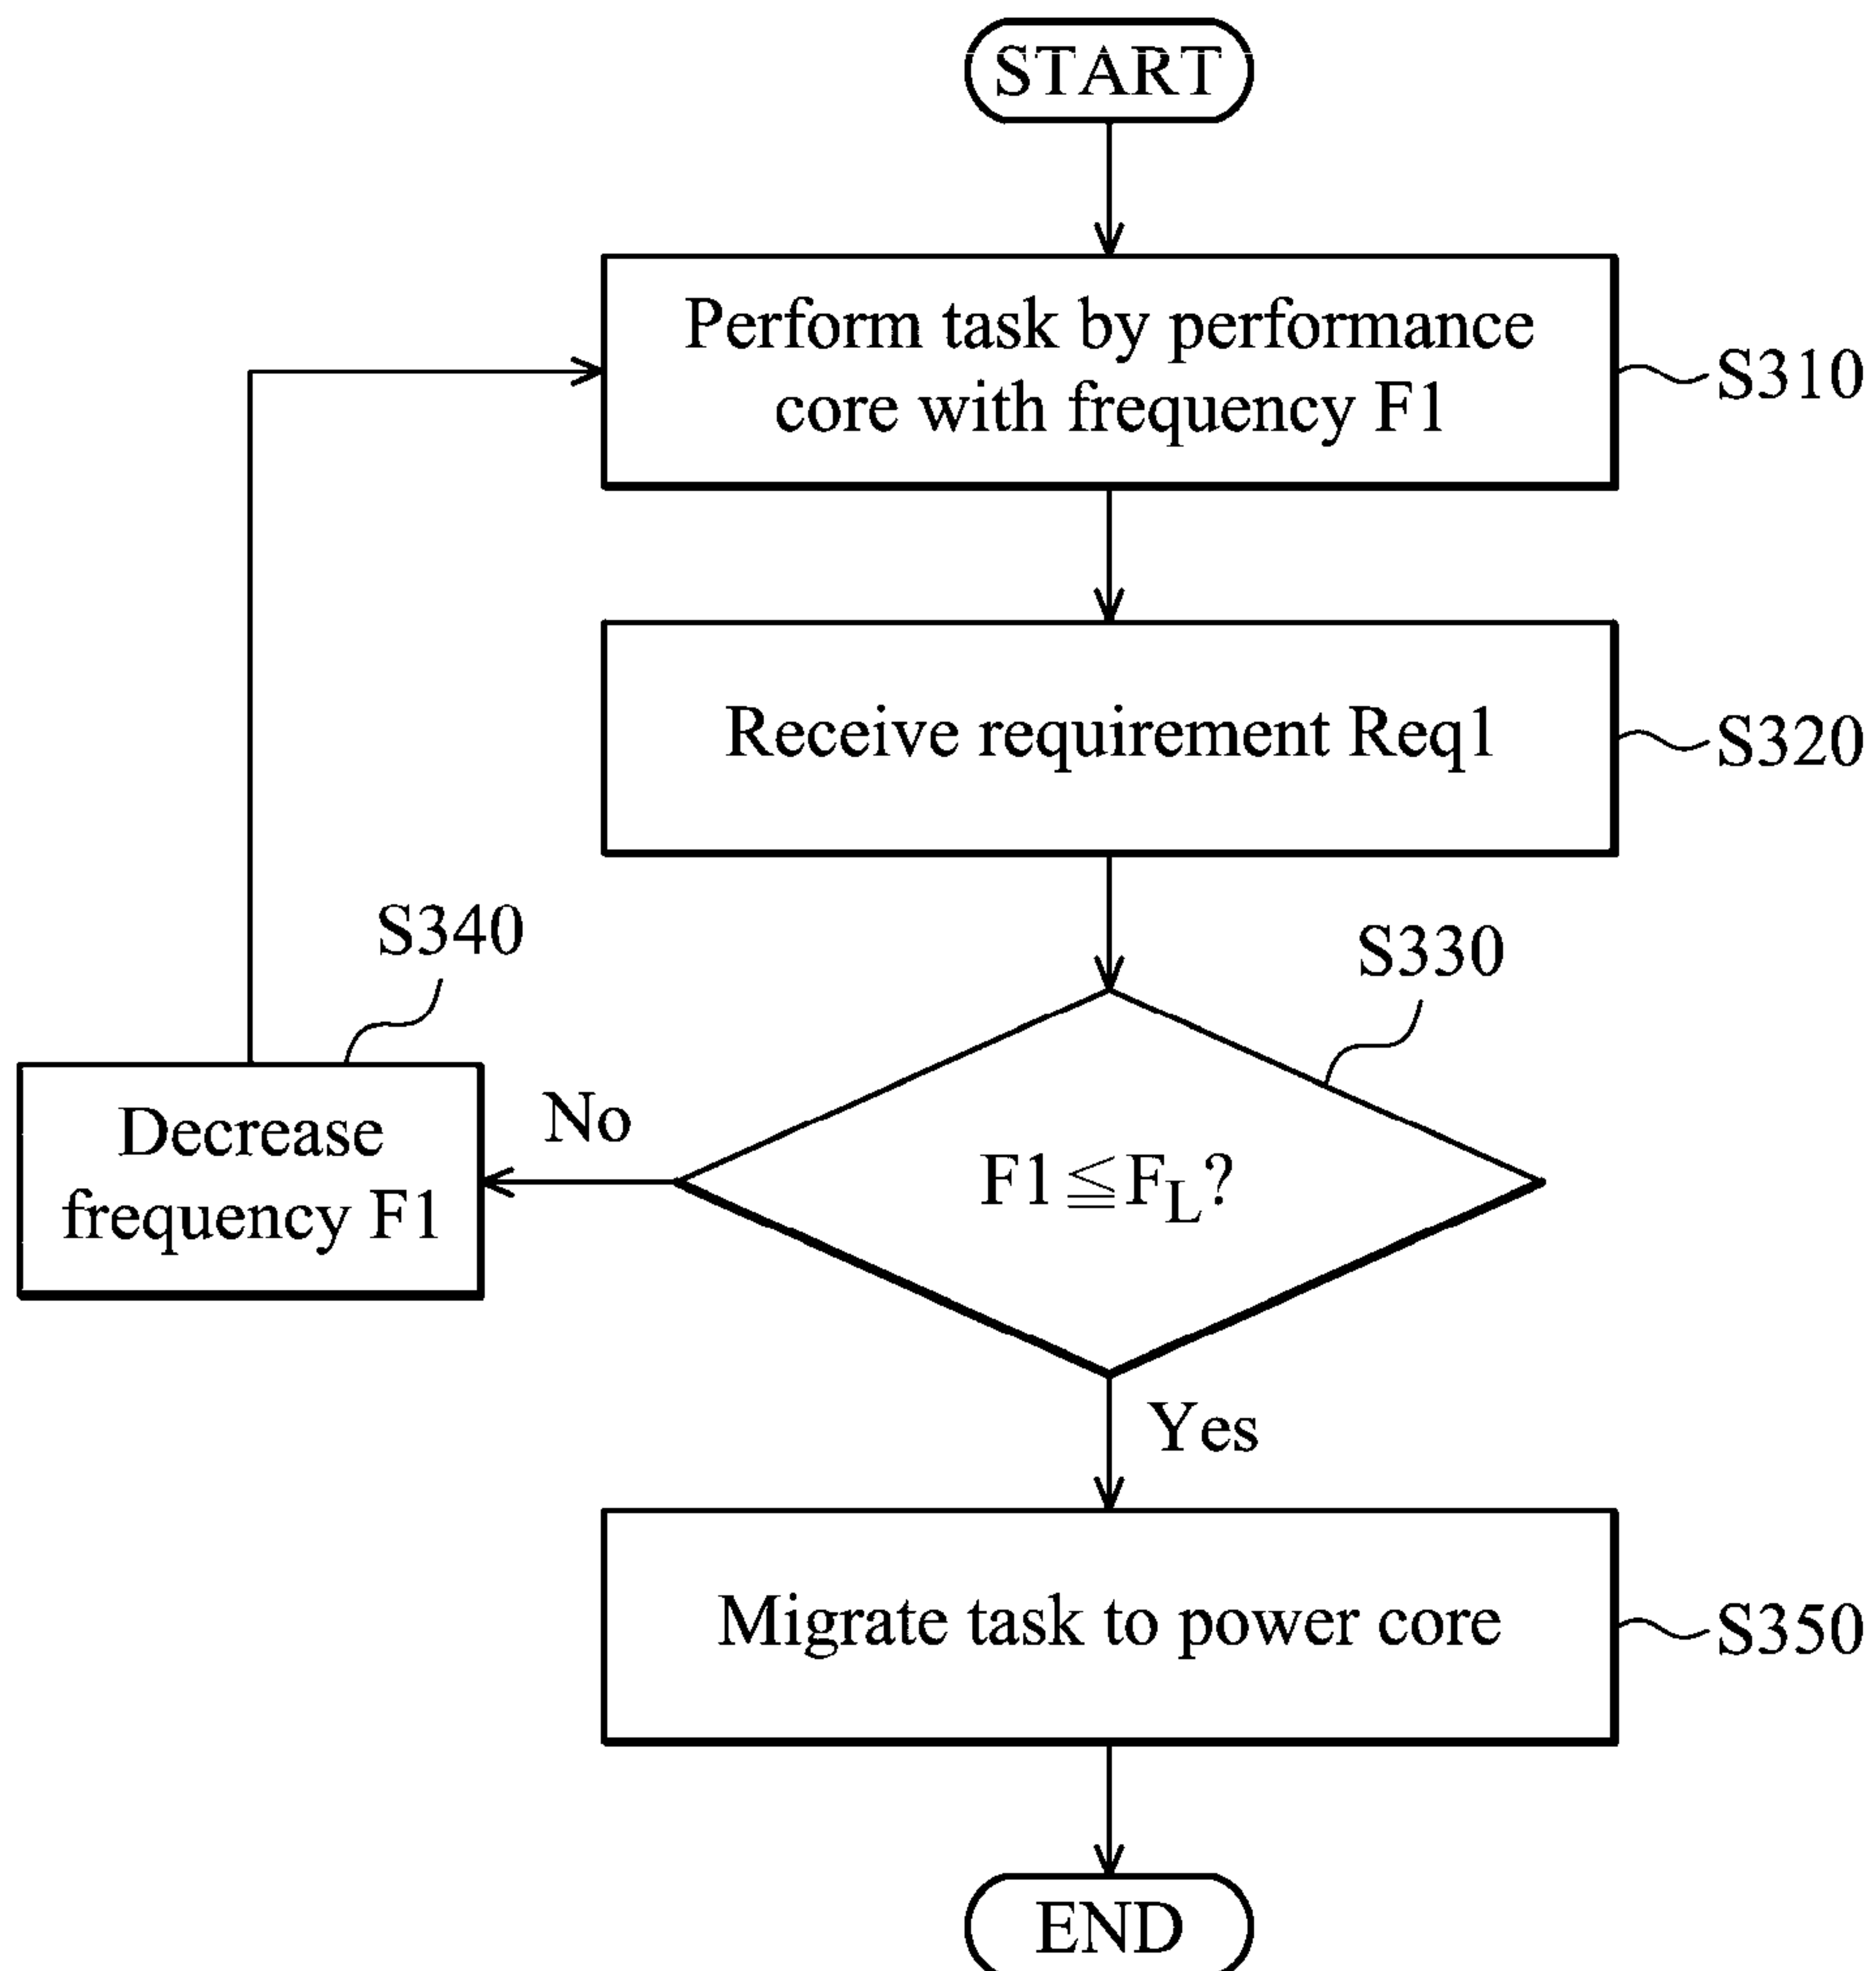 START
Perform task by performance
core with frequency F1
S310
Receive requirement Req1
S320
S340
S330
Decrease
frequency F1
No
F1≦FL?
Yes
Migrate task to power core
S350
END